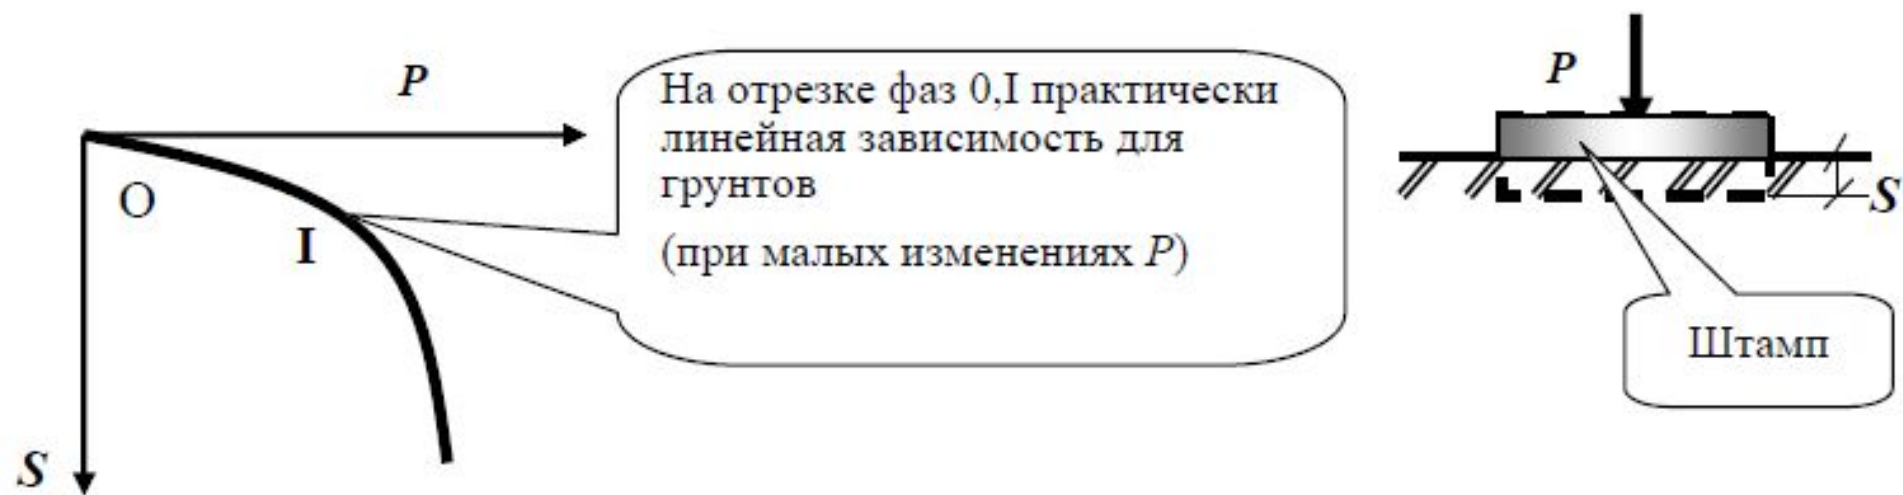 P
O
I
S
На отрезке фаз 0,I практически
линейная зависимость для
грунтов
(при малых изменениях P)
P
S
Штамп